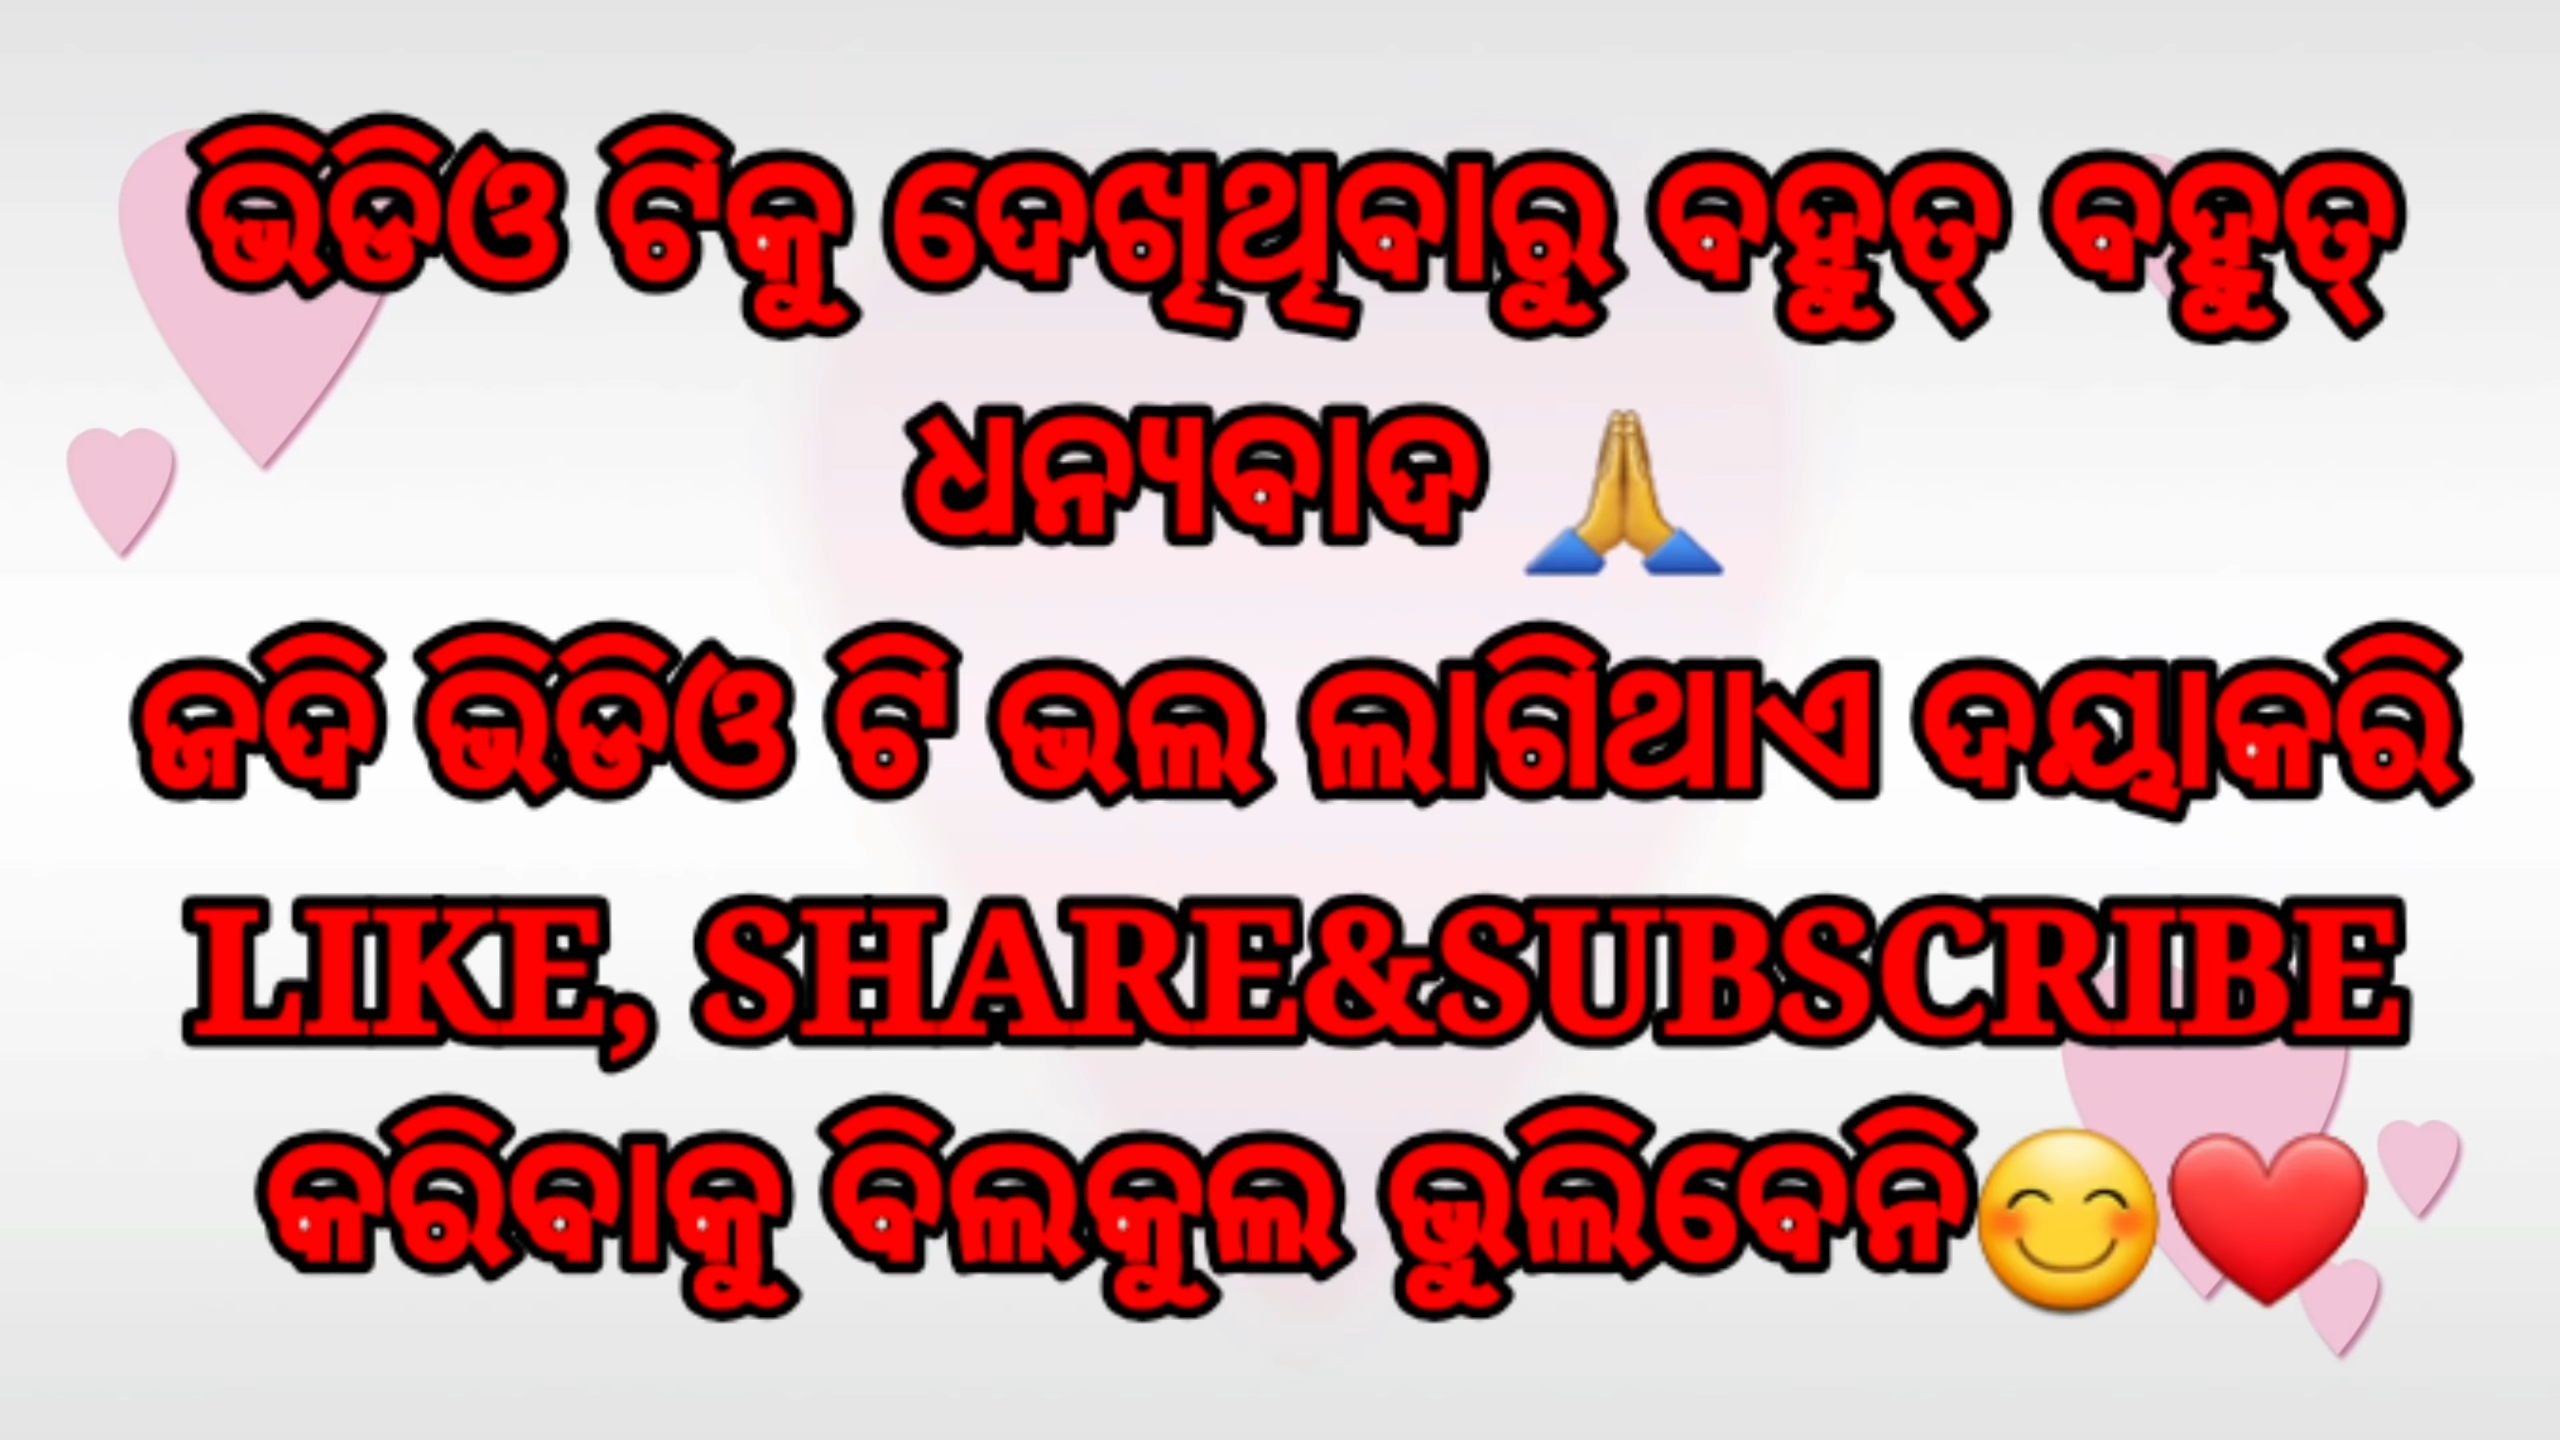 ଭିଡିଓ ଟିକୁ ଦେଖିଥିବାରୁ ବହୁତ୍ ବହୁତ୍
ଧନ୍ୟବାଦ 🙏
ଜଦି ଭିଡିଓ ଟି ଭଲ ଲାଗିଥାଏ ଦୟାକରି
LIKE, SHARE&SUBSCRIBE
କରିବାକୁ ବିଲକୁଲ ଭୁଲିବେନି😊❤️